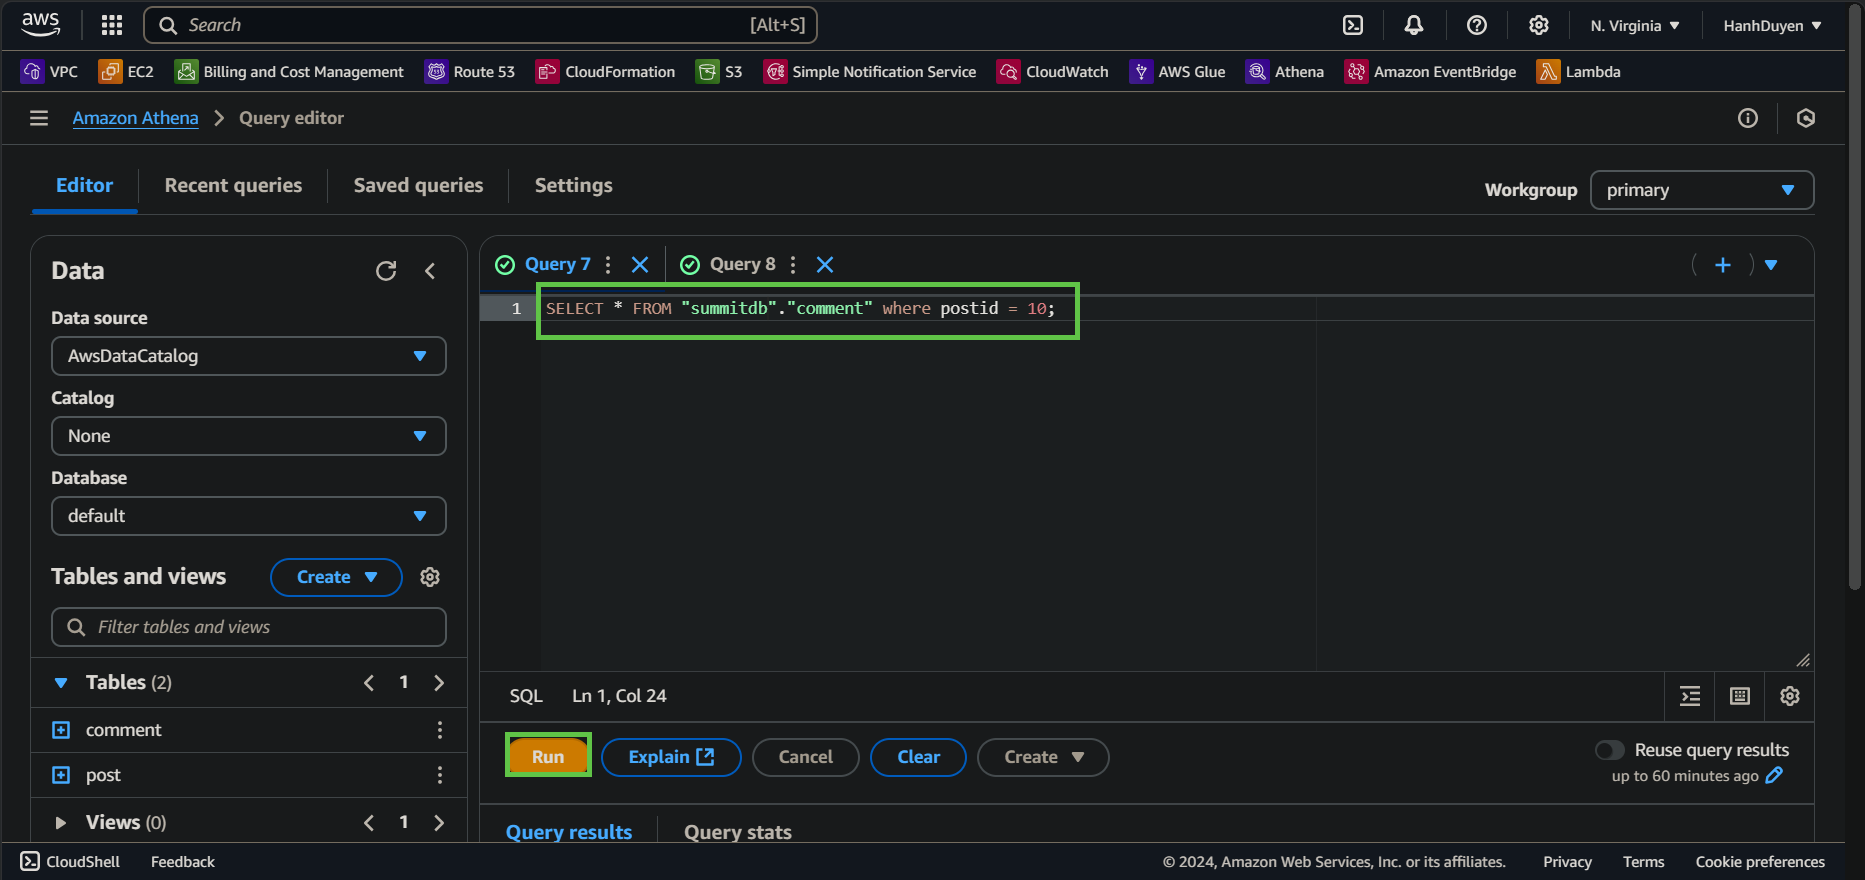 aws Search [Alt+S] N. Virginia HanhDuyen
VPC EC2 Billing and Cost Management Route 53 CloudFormation S3 Simple Notification Service CloudWatch AWS Glue Athena Amazon EventBridge Lambda
Amazon Athena Query editor
Editor Recent queries Saved queries Settings
Workgroup primary
Data
Data source
AwsDataCatalog
Catalog
None
Database
default
Tables and views Create
Filter tables and views
Tables (2) 1
comment
post
Views (0) 1
Query 7 Query 8
1 SELECT * FROM "summitdb"."comment" where postid = 10;
SQL Ln 1, Col 24
Run Explain Cancel Clear Create
Reuse query results
up to 60 minutes ago
Query results Query stats
CloudShell Feedback © 2024, Amazon Web Services, Inc. or its affiliates. Privacy Terms Cookie preferences